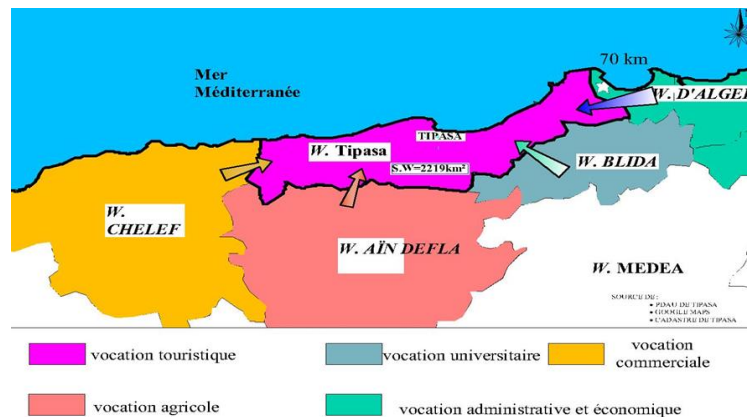 70 km
Mer
Méditerranée
W. D'ALGER
TIPASA
W. Tipasa
S.W=2219km²
W. BLIDA
W.
CHELEF
W. AÏN DEFLA
W. MEDEA
SOURCE DE :
• PDAU DE TIPASA
• GOOGLE MAPS
• CADASTRE DE TIPASA
vocation touristique
vocation universitaire
vocation
commerciale
vocation agricole
vocation administrative et économique